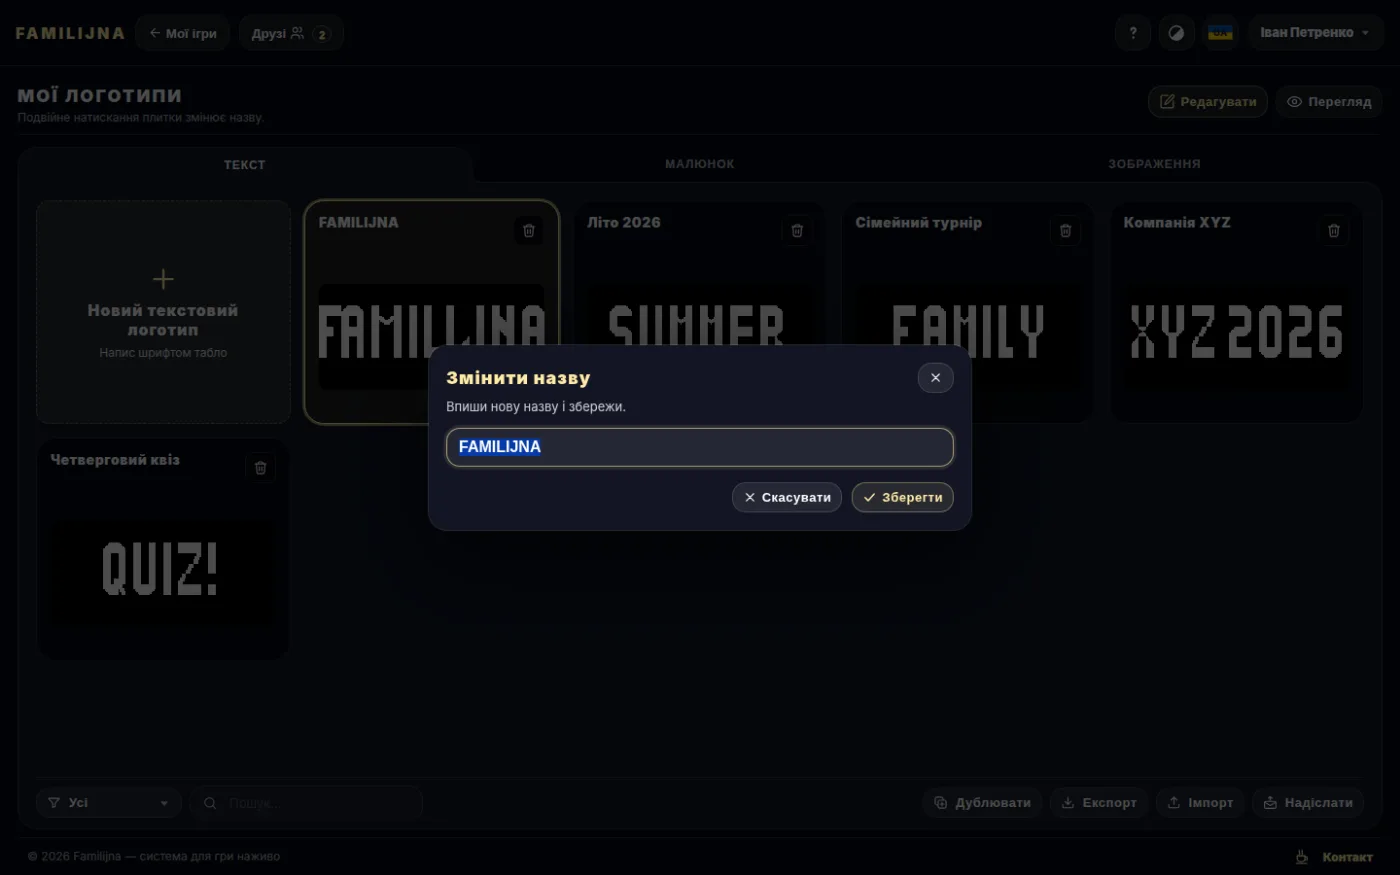 FAMILIJNA
Мої ігри
Друзі 2
?
Іван Петренко
МОЇ ЛОГОТИПИ
Подвійне натискання плитки змінює назву.
Редагувати
Перегляд
ТЕКСТ
МАЛЮНОК
ЗОБРАЖЕННЯ
Новий текстовий
логотип
Напис шрифтом табло
FAMILIJNA
FAMILIJNA
Літо 2026
SUMMER
Сімейний турнір
FAMILY
Компанія XYZ
XYZ 2026
Четверговий квіз
QUIZ!
Змінити назву
Впиши нову назву і збережи.
FAMILIJNA
Скасувати
Зберегти
Усі
Пошук...
Дублювати
Експорт
Імпорт
Надіслати
© 2026 Familijna — система для гри наживо
Контакт